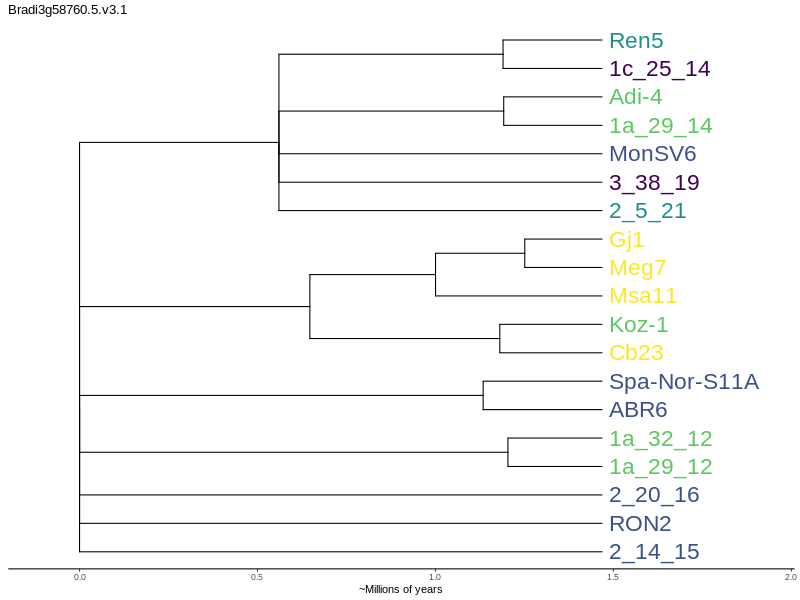 Bradi3g58760.5.v3.1
Ren5
1c_25_14
Adi-4
1a_29_14
MonSV6
3_38_19
2_5_21
Gj1
Meg7
Msa11
Koz-1
Cb23
Spa-Nor-S11A
ABR6
1a_32_12
1a_29_12
2_20_16
RON2
2_14_15
0.0 0.5 1.0 1.5 2.0
~Millions of years